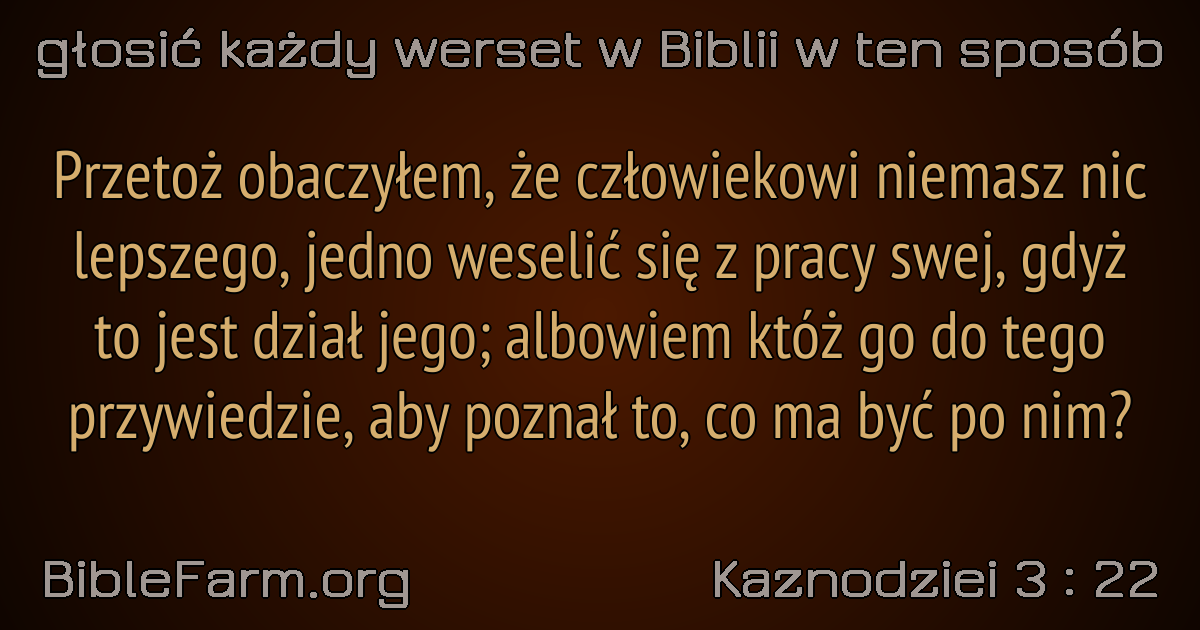 głosić każdy werset w Biblii w ten sposób
Przetoż obaczyłem, że człowiekowi niemasz nic
lepszego, jedno weselić się z pracy swej, gdyż
to jest dział jego; albowiem któż go do tego
przywiedzie, aby poznał to, co ma być po nim?
BibleFarm.org
Kaznodziei 3 : 22